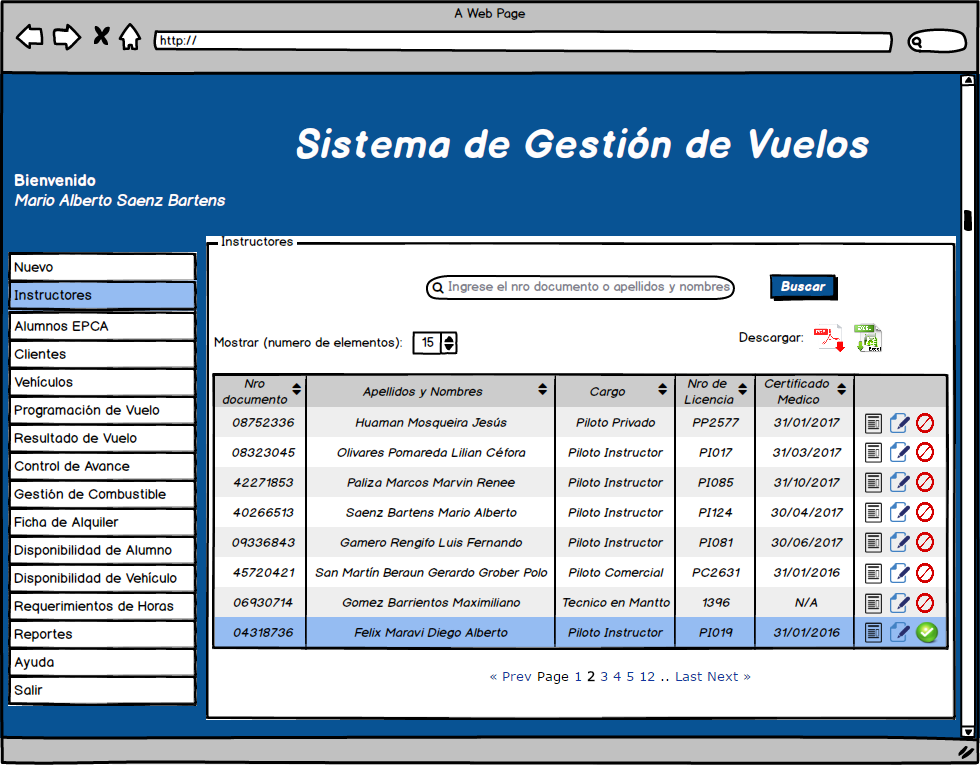 A Web Page
http://
Sistema de Gestión de Vuelos
Bienvenido
Mario Alberto Saenz Bartens
Nuevo
Instructores
Alumnos EPCA
Clientes
Vehículos
Programación de Vuelo
Resultado de Vuelo
Control de Avance
Gestión de Combustible
Ficha de Alquiler
Disponibilidad de Alumno
Disponibilidad de Vehículo
Requerimientos de Horas
Reportes
Ayuda
Salir
Instructores
Ingrese el nro documento o apellidos y nombres
Buscar
Mostrar (numero de elementos): 15
Descargar:
Nro documento Apellidos y Nombres Cargo Nro de Licencia Certificado Medico
08752336 Huaman Mosqueira Jesús Piloto Privado PP2577 31/01/2017
08323045 Olivares Pomareda Lilian Céfora Piloto Instructor PI017 31/03/2017
42271853 Paliza Marcos Marvin Renee Piloto Instructor PI085 31/10/2017
40266513 Saenz Bartens Mario Alberto Piloto Instructor PI124 30/04/2017
09336843 Gamero Rengifo Luis Fernando Piloto Instructor PI081 30/06/2017
45720421 San Martín Beraun Gerardo Grober Polo Piloto Comercial PC2631 31/01/2016
06930714 Gomez Barrientos Maximiliano Tecnico en Mantto 1396 N/A
04318736 Felix Maravi Diego Alberto Piloto Instructor PI019 31/01/2016
« Prev Page 1 2 3 4 5 12 .. Last Next »